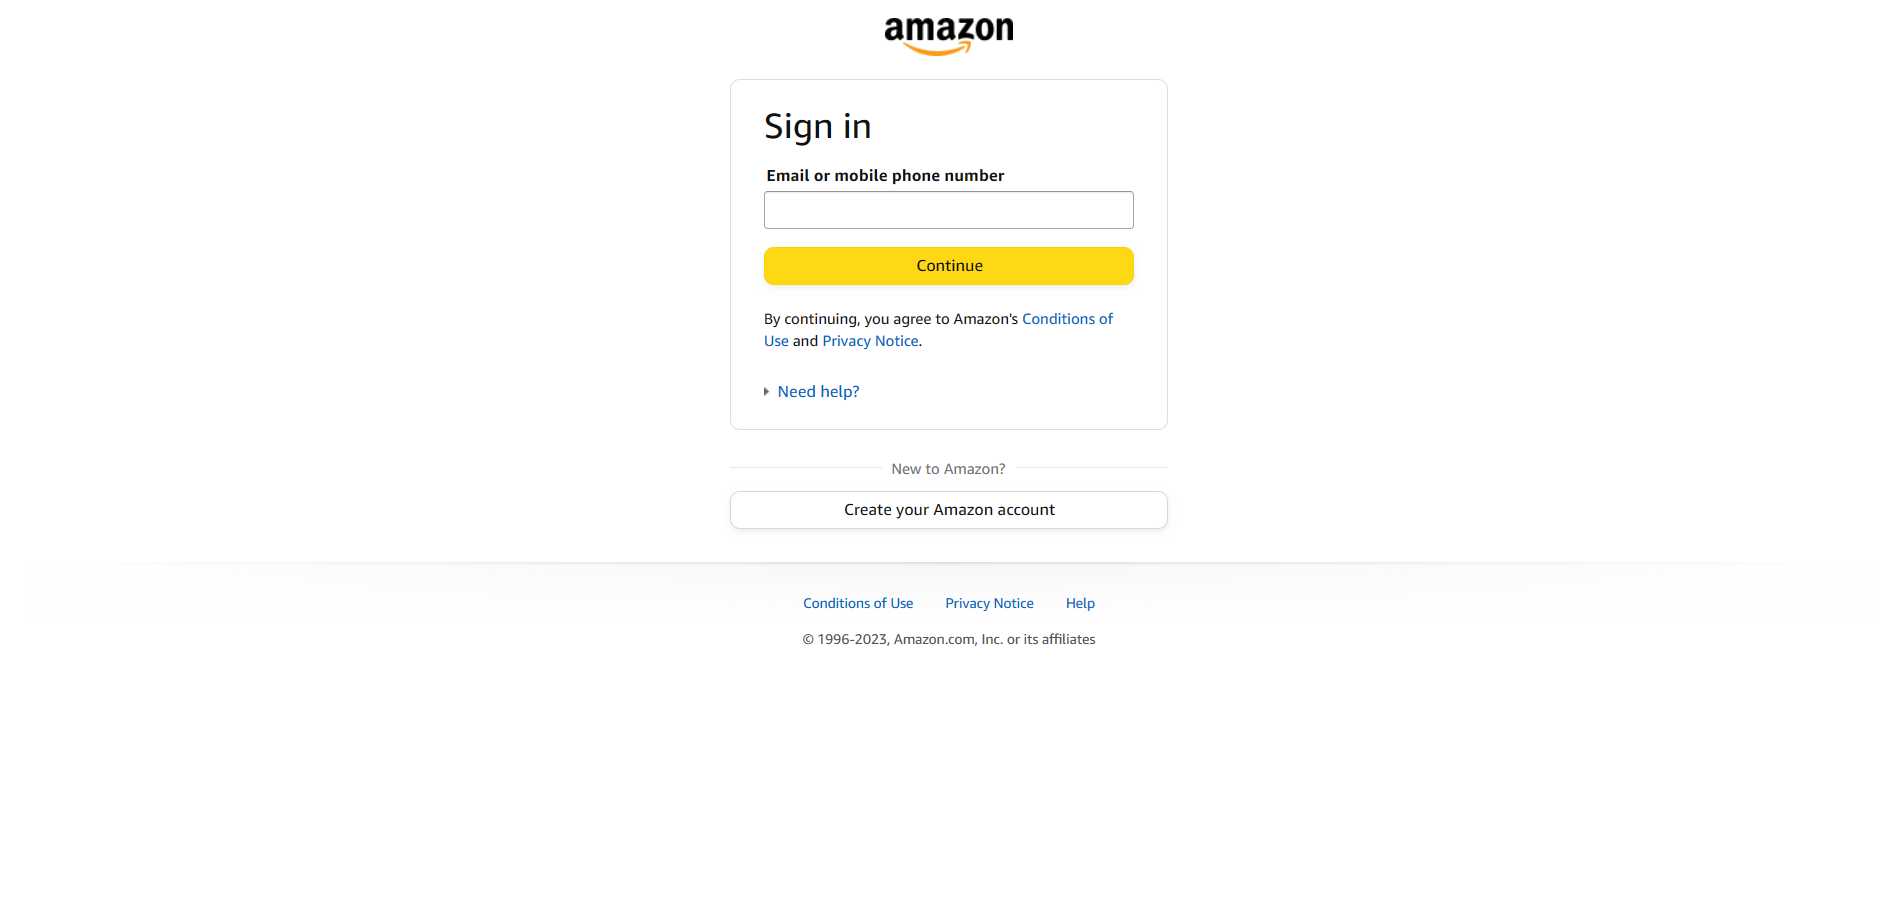 amazon
Sign in
Email or mobile phone number
Continue
By continuing, you agree to Amazon's Conditions of
Use and Privacy Notice.
Need help?
New to Amazon?
Create your Amazon account
Conditions of Use Privacy Notice Help
© 1996-2023, Amazon.com, Inc. or its affiliates